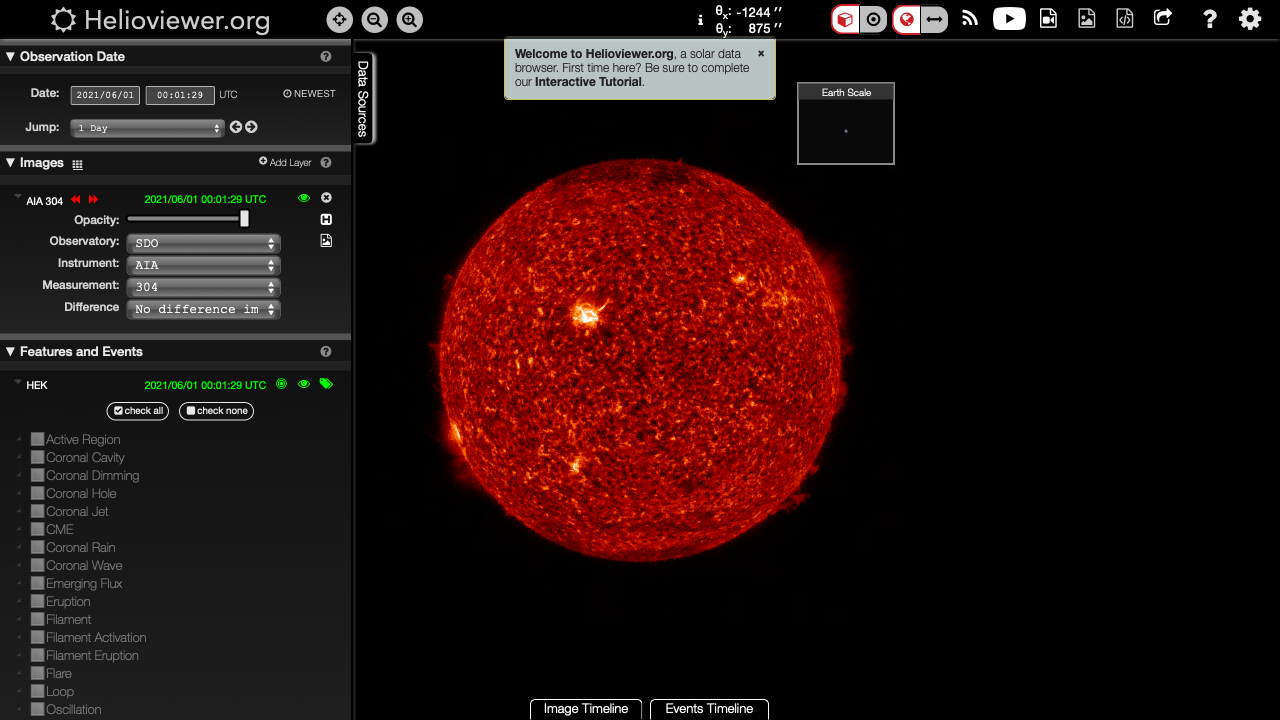 Helioviewer.org
θx: -1244 ″
θy: 875 ″
Observation Date
Date: 2021/06/01 00:01:29 UTC NEWEST
Jump: 1 Day
Images Add Layer
AIA 304 2021/06/01 00:01:29 UTC
Opacity:
Observatory: SDO
Instrument: AIA
Measurement: 304
Difference No difference im
Features and Events
HEK 2021/06/01 00:01:29 UTC
check all check none
Active Region
Coronal Cavity
Coronal Dimming
Coronal Hole
Coronal Jet
CME
Coronal Rain
Coronal Wave
Emerging Flux
Eruption
Filament
Filament Activation
Filament Eruption
Flare
Loop
Oscillation
Data Sources
Welcome to Helioviewer.org, a solar data
browser. First time here? Be sure to complete
our Interactive Tutorial.
Earth Scale
Image Timeline
Events Timeline